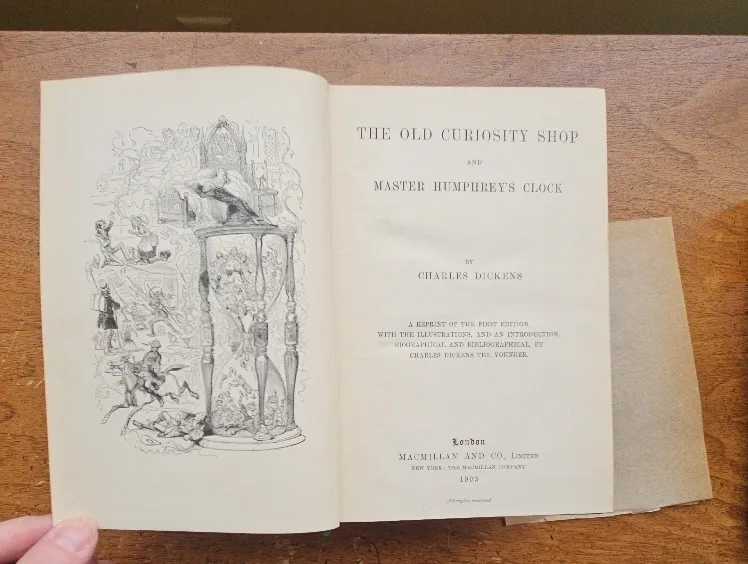 THE OLD CURIOSITY SHOP
AND
MASTER HUMPHREY'S CLOCK
BY
CHARLES DICKENS
A REPRINT OF THE FIRST EDITION,
WITH THE ILLUSTRATIONS, AND AN INTRODUCTION,
BIOGRAPHICAL AND BIBLIOGRAPHICAL, BY
CHARLES DICKENS THE YOUNGER.
London
MACMILLAN AND CO., LIMITED
NEW YORK: THE MACMILLAN COMPANY
1903
All rights reserved